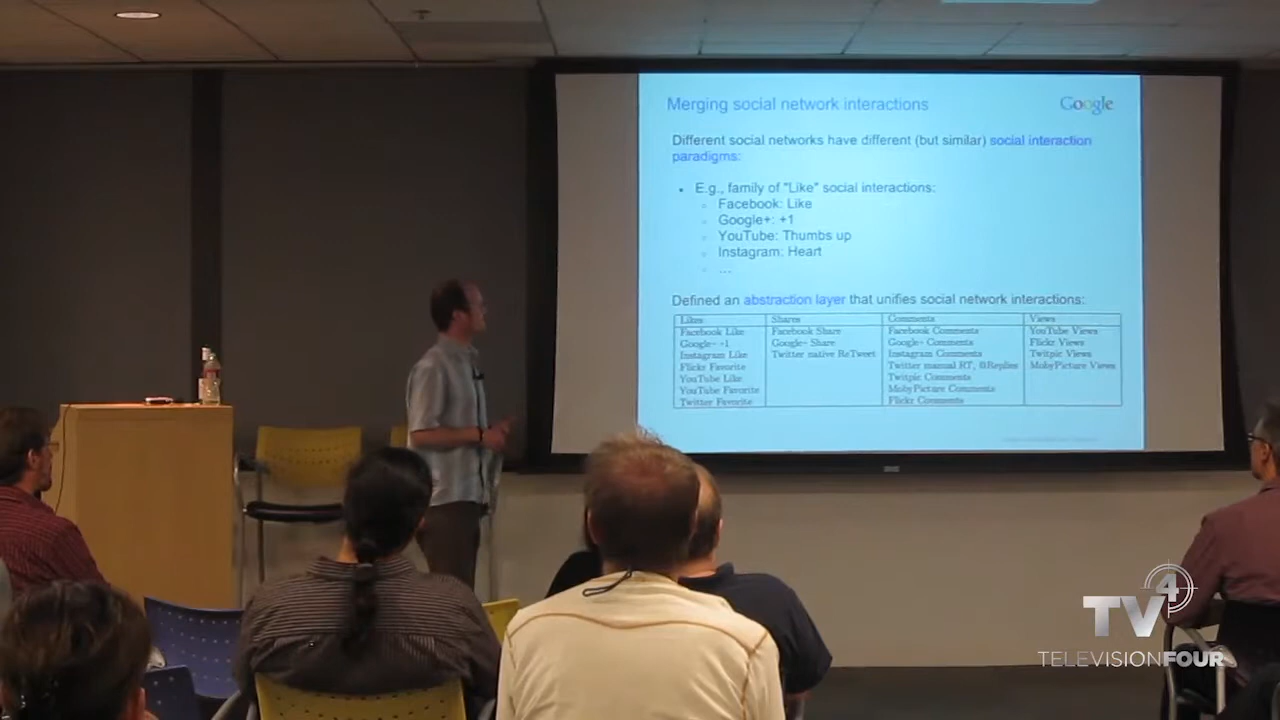 Merging social network interactions
Google
Different social networks have different (but similar) social interaction
paradigms:
• E.g., family of "Like" social interactions:
Facebook: Like
Google+: +1
YouTube: Thumbs up
Instagram: Heart
...
Defined an abstraction layer that unifies social network interactions:
Likes Shares Comments Views
Facebook Like Facebook Share Facebook Comments YouTube Views
Google+ +1 Google+ Share Google+ Comments Flickr Views
Instagram Like Twitter native ReTweet Instagram Comments Twitpic Views
Flickr Favorite Twitter manual RT, @Replies MobyPicture Views
YouTube Like Twitpic Comments
YouTube Favorite MobyPicture Comments
Twitter Favorite Flickr Comments
TV4
TELEVISIONFOUR